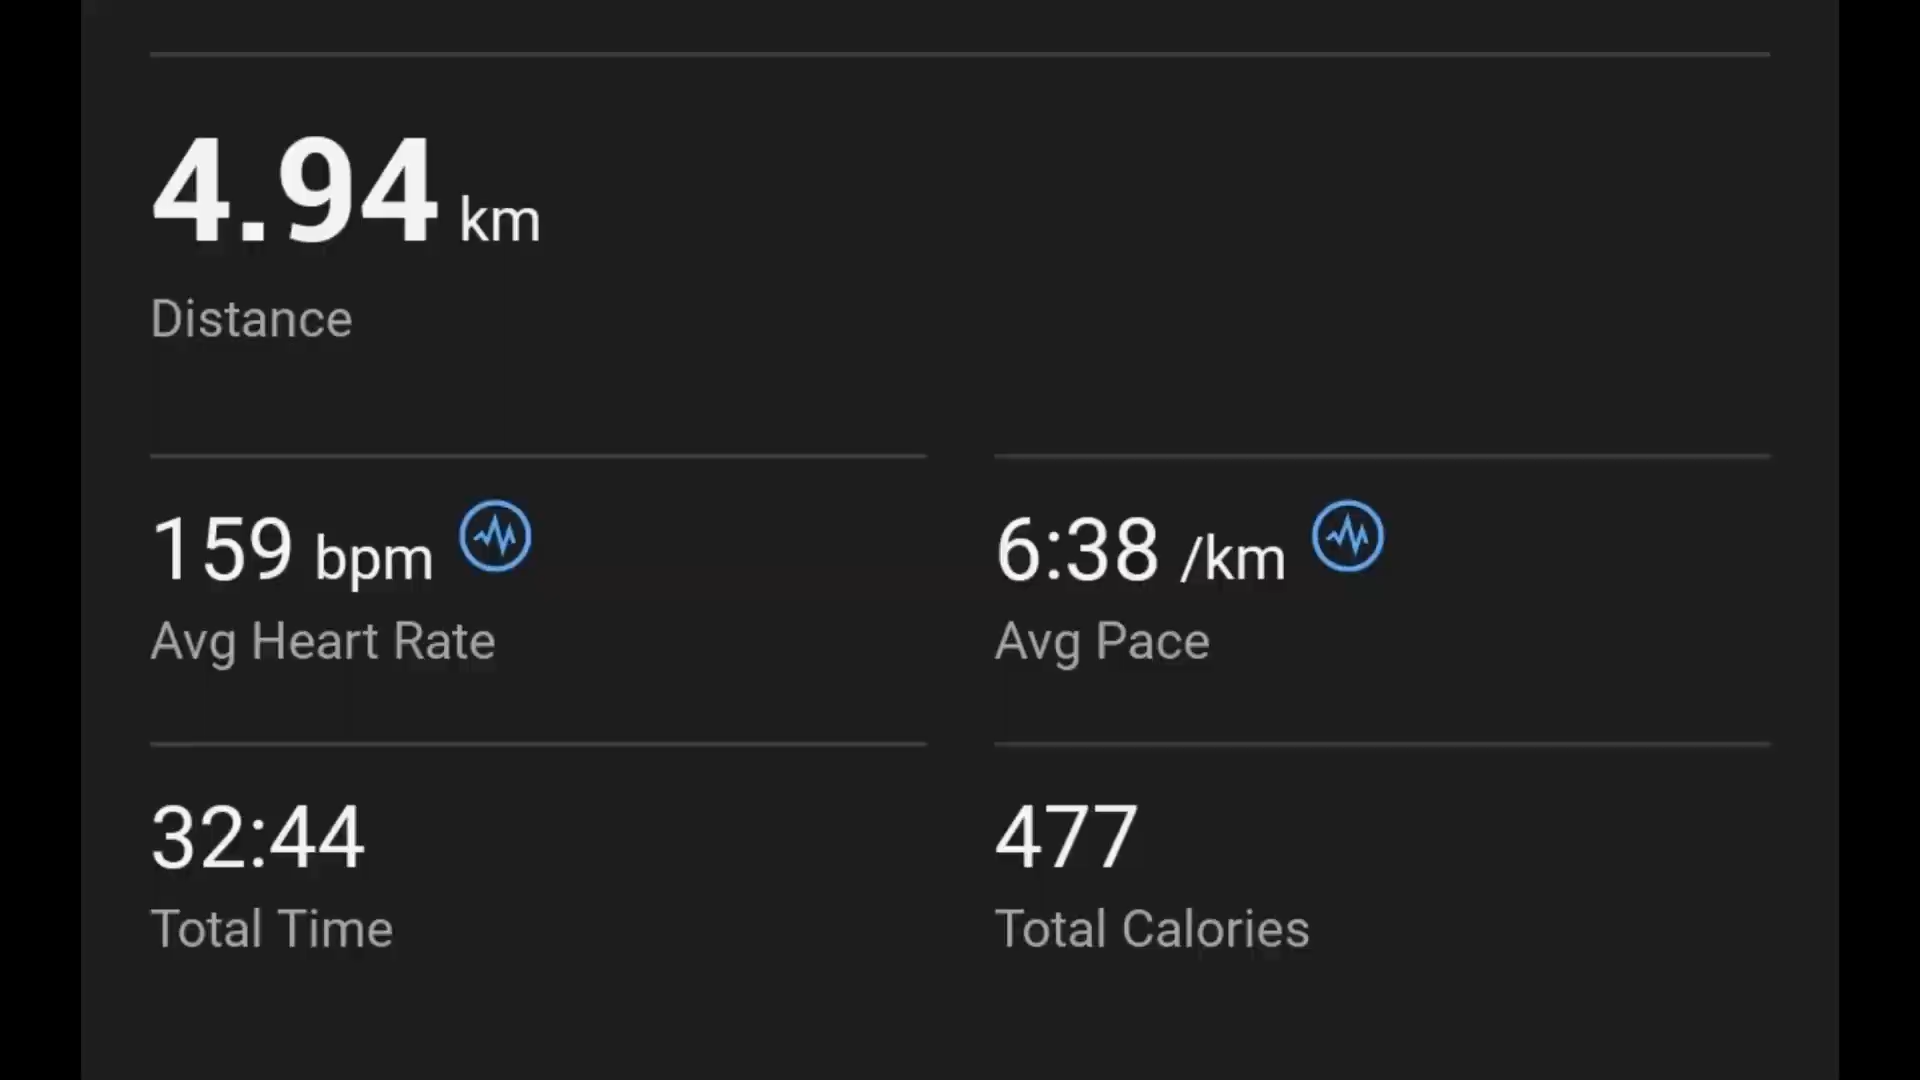 4.94 km
Distance
159 bpm
6:38 /km
Avg Heart Rate
Avg Pace
32:44
477
Total Time
Total Calories